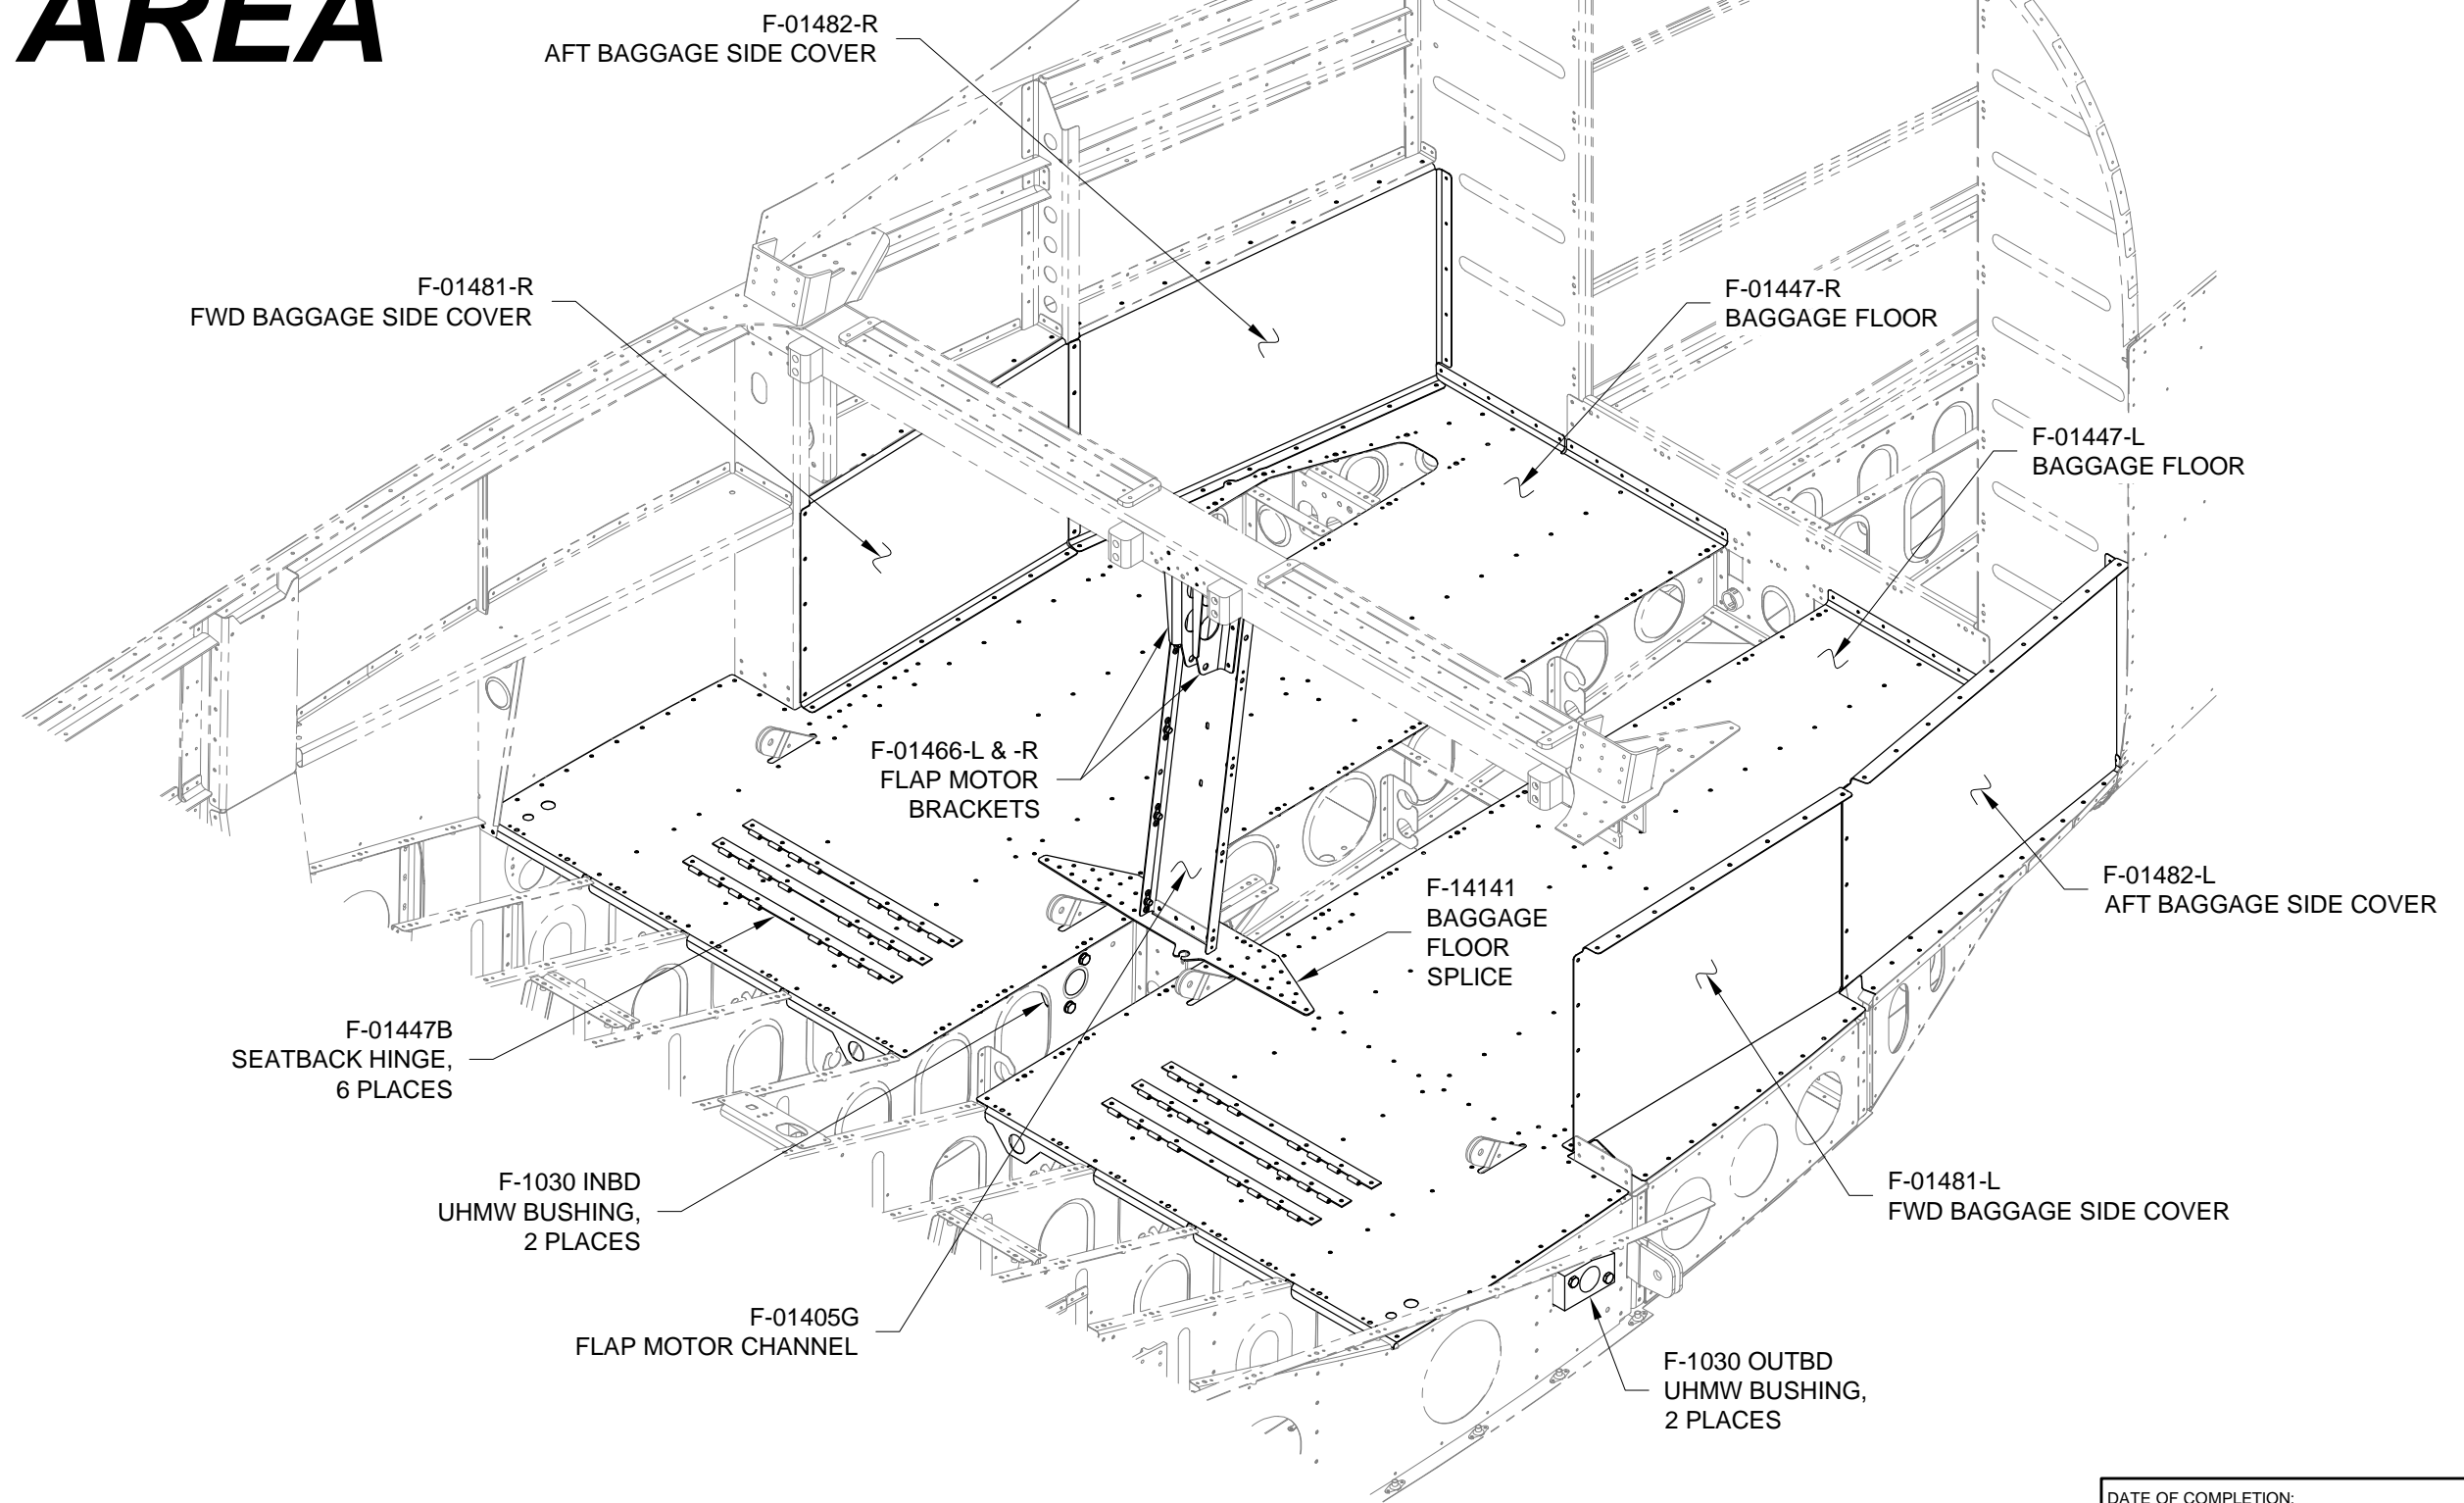 AREA
F-01482-R
AFT BAGGAGE SIDE COVER
F-01481-R
FWD BAGGAGE SIDE COVER
F-01447-R
BAGGAGE FLOOR
F-01447-L
BAGGAGE FLOOR
F-01466-L & -R
FLAP MOTOR
BRACKETS
F-14141
BAGGAGE
FLOOR
SPLICE
F-01482-L
AFT BAGGAGE SIDE COVER
F-01447B
SEATBACK HINGE,
6 PLACES
F-1030 INBD
UHMW BUSHING,
2 PLACES
F-01481-L
FWD BAGGAGE SIDE COVER
F-01405G
FLAP MOTOR CHANNEL
F-1030 OUTBD
UHMW BUSHING,
2 PLACES
DATE OF COMPLETION: